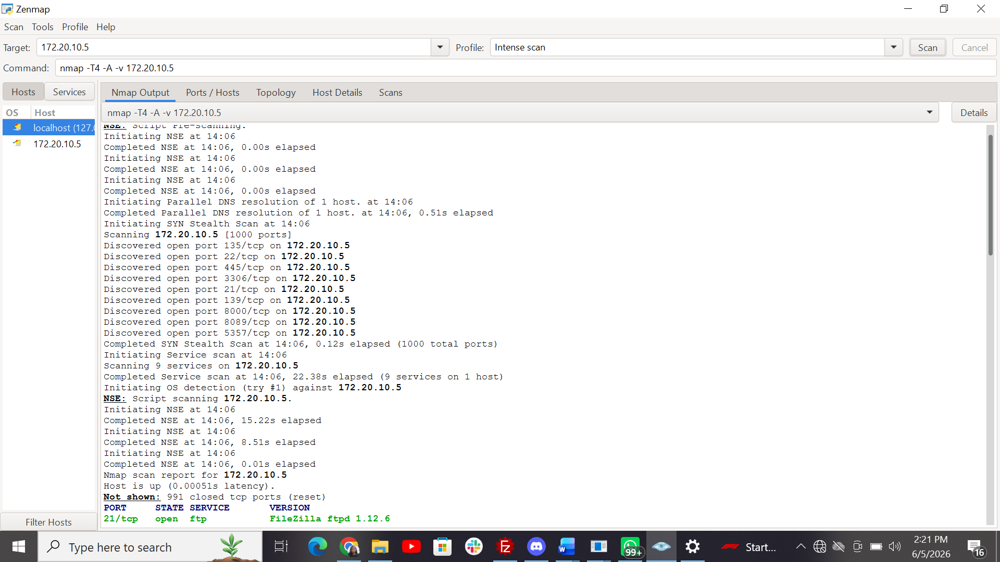 Zenmap
Scan Tools Profile Help
Target: 172.20.10.5 Profile: Intense scan Scan Cancel
Command: nmap -T4 -A -v 172.20.10.5
Hosts Services
OS Host
localhost (127.
172.20.10.5
Filter Hosts
Nmap Output Ports / Hosts Topology Host Details Scans
nmap -T4 -A -v 172.20.10.5 Details
NSE: Script Pre-scanning.
Initiating NSE at 14:06
Completed NSE at 14:06, 0.00s elapsed
Initiating NSE at 14:06
Completed NSE at 14:06, 0.00s elapsed
Initiating NSE at 14:06
Completed NSE at 14:06, 0.00s elapsed
Initiating Parallel DNS resolution of 1 host. at 14:06
Completed Parallel DNS resolution of 1 host. at 14:06, 0.51s elapsed
Initiating SYN Stealth Scan at 14:06
Scanning 172.20.10.5 [1000 ports]
Discovered open port 135/tcp on 172.20.10.5
Discovered open port 22/tcp on 172.20.10.5
Discovered open port 445/tcp on 172.20.10.5
Discovered open port 3306/tcp on 172.20.10.5
Discovered open port 21/tcp on 172.20.10.5
Discovered open port 139/tcp on 172.20.10.5
Discovered open port 8000/tcp on 172.20.10.5
Discovered open port 8089/tcp on 172.20.10.5
Discovered open port 5357/tcp on 172.20.10.5
Completed SYN Stealth Scan at 14:06, 0.12s elapsed (1000 total ports)
Initiating Service scan at 14:06
Scanning 9 services on 172.20.10.5
Completed Service scan at 14:06, 22.38s elapsed (9 services on 1 host)
Initiating OS detection (try #1) against 172.20.10.5
NSE: Script scanning 172.20.10.5.
Initiating NSE at 14:06
Completed NSE at 14:06, 15.22s elapsed
Initiating NSE at 14:06
Completed NSE at 14:06, 8.51s elapsed
Initiating NSE at 14:06
Completed NSE at 14:06, 0.01s elapsed
Nmap scan report for 172.20.10.5
Host is up (0.00051s latency).
Not shown: 991 closed tcp ports (reset)
PORT STATE SERVICE VERSION
21/tcp open ftp FileZilla ftpd 1.12.6
Type here to search
99+
Start...
2:21 PM
6/5/2026
16